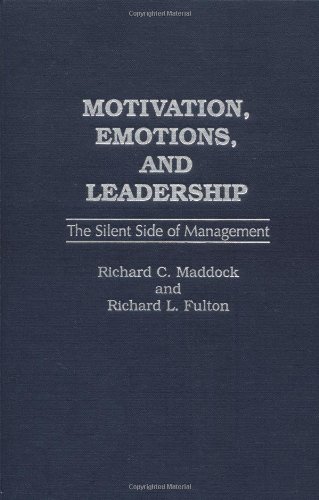 MOTIVATION,
EMOTIONS,
AND
LEADERSHIP
The Silent Side of Management
Richard C. Maddock
and
Richard L. Fulton